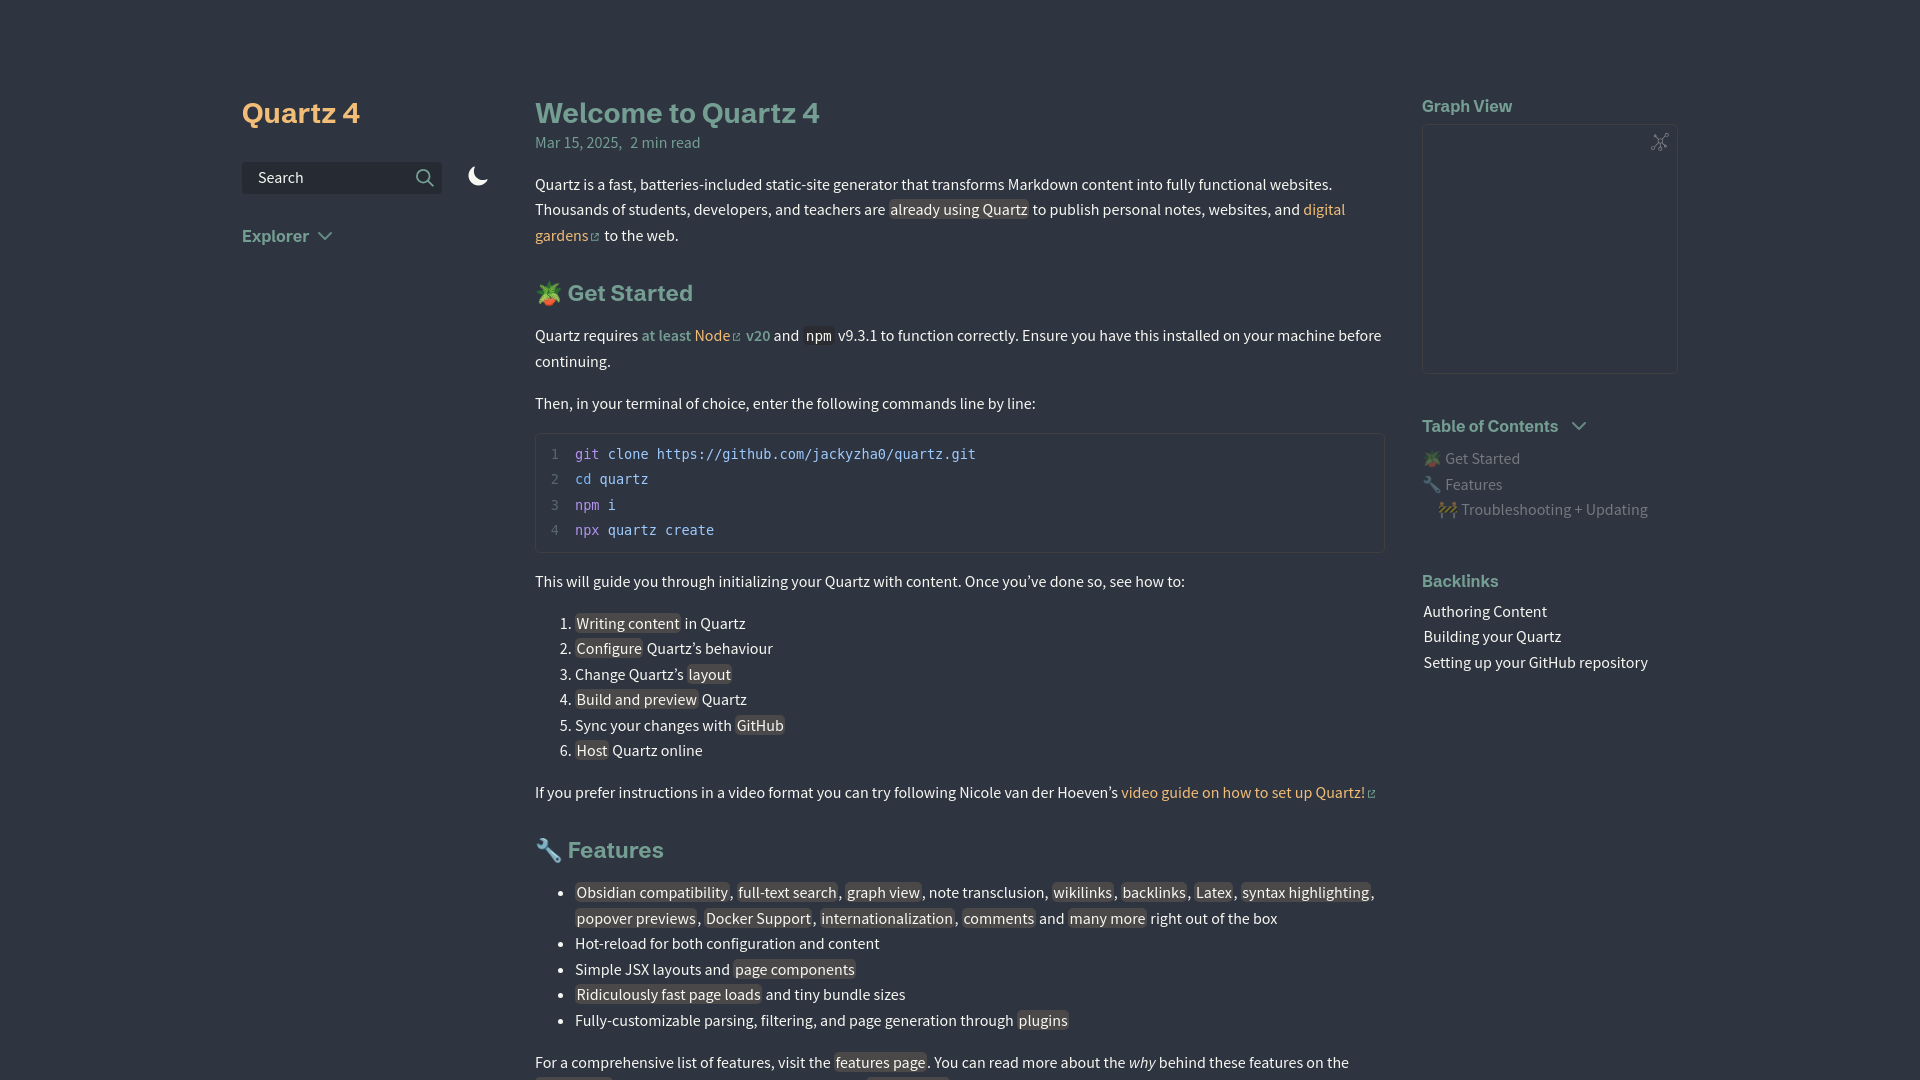 Quartz 4
Search
Explorer
Welcome to Quartz 4
Mar 15, 2025, 2 min read
Quartz is a fast, batteries-included static-site generator that transforms Markdown content into fully functional websites.
Thousands of students, developers, and teachers are already using Quartz to publish personal notes, websites, and digital
gardens to the web.
🪴 Get Started
Quartz requires at least Node v20 and npm v9.3.1 to function correctly. Ensure you have this installed on your machine before
continuing.
Then, in your terminal of choice, enter the following commands line by line:
1 git clone https://github.com/jackyzha0/quartz.git
2 cd quartz
3 npm i
4 npx quartz create
This will guide you through initializing your Quartz with content. Once you’ve done so, see how to:
1. Writing content in Quartz
2. Configure Quartz’s behaviour
3. Change Quartz’s layout
4. Build and preview Quartz
5. Sync your changes with GitHub
6. Host Quartz online
If you prefer instructions in a video format you can try following Nicole van der Hoeven’s video guide on how to set up Quartz!
🔧 Features
• Obsidian compatibility, full-text search, graph view, note transclusion, wikilinks, backlinks, Latex, syntax highlighting,
popover previews, Docker Support, internationalization, comments and many more right out of the box
• Hot-reload for both configuration and content
• Simple JSX layouts and page components
• Ridiculously fast page loads and tiny bundle sizes
• Fully-customizable parsing, filtering, and page generation through plugins
For a comprehensive list of features, visit the features page. You can read more about the why behind these features on the
Graph View
Table of Contents
🪴 Get Started
🔧 Features
🚧 Troubleshooting + Updating
Backlinks
Authoring Content
Building your Quartz
Setting up your GitHub repository